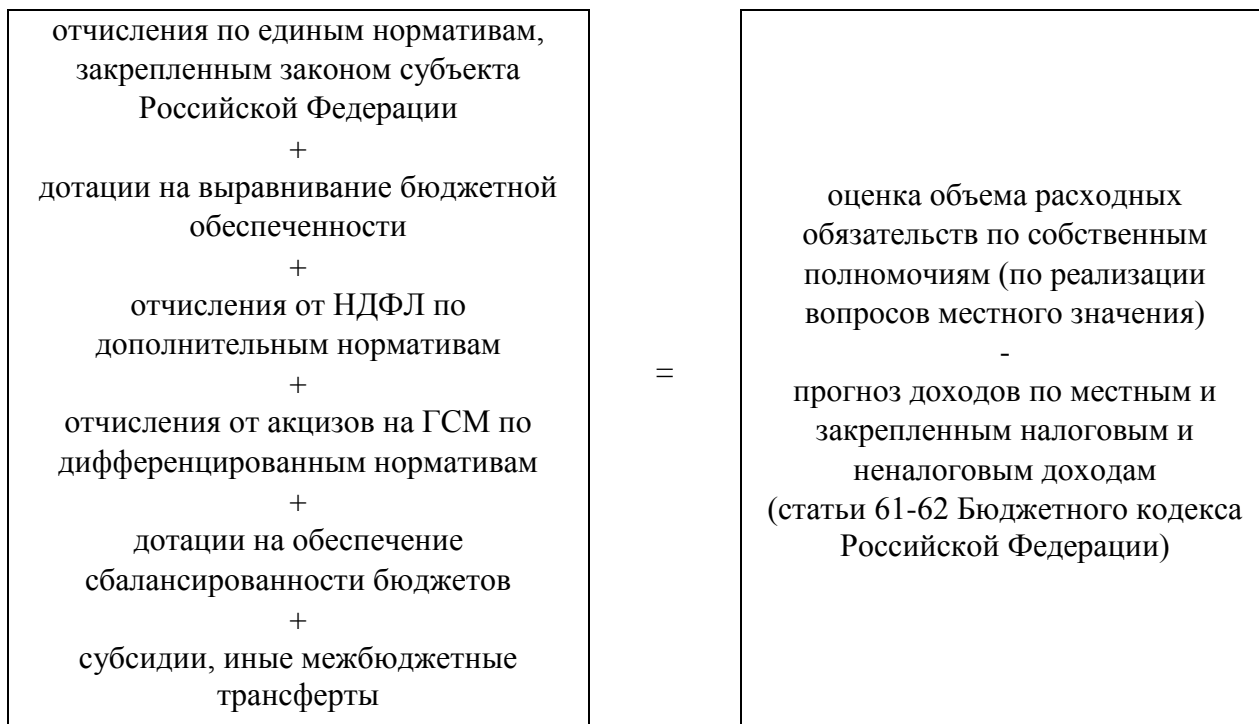 отчисления по единым нормативам,
закрепленным законом субъекта
Российской Федерации
+
дотации на выравнивание бюджетной
обеспеченности
+
отчисления от НДФЛ по
дополнительным нормативам
+
отчисления от акцизов на ГСМ по
дифференцированным нормативам
+
дотации на обеспечение
сбалансированности бюджетов
+
субсидии, иные межбюджетные
трансферты
=
оценка объема расходных
обязательств по собственным
полномочиям (по реализации
вопросов местного значения)
-
прогноз доходов по местным и
закрепленным налоговым и
неналоговым доходам
(статьи 61-62 Бюджетного кодекса
Российской Федерации)